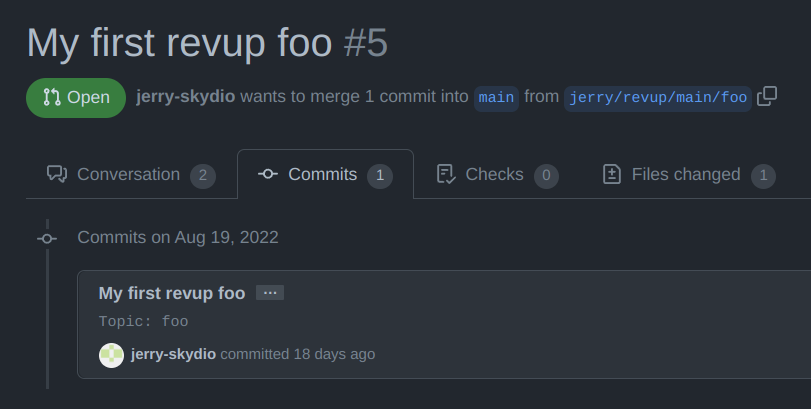 My first revup foo #5
Open jerry-skydio wants to merge 1 commit into main from jerry/revup/main/foo
Conversation 2 Commits 1 Checks 0 Files changed 1
Commits on Aug 19, 2022
My first revup foo ...
Topic: foo
jerry-skydio committed 18 days ago